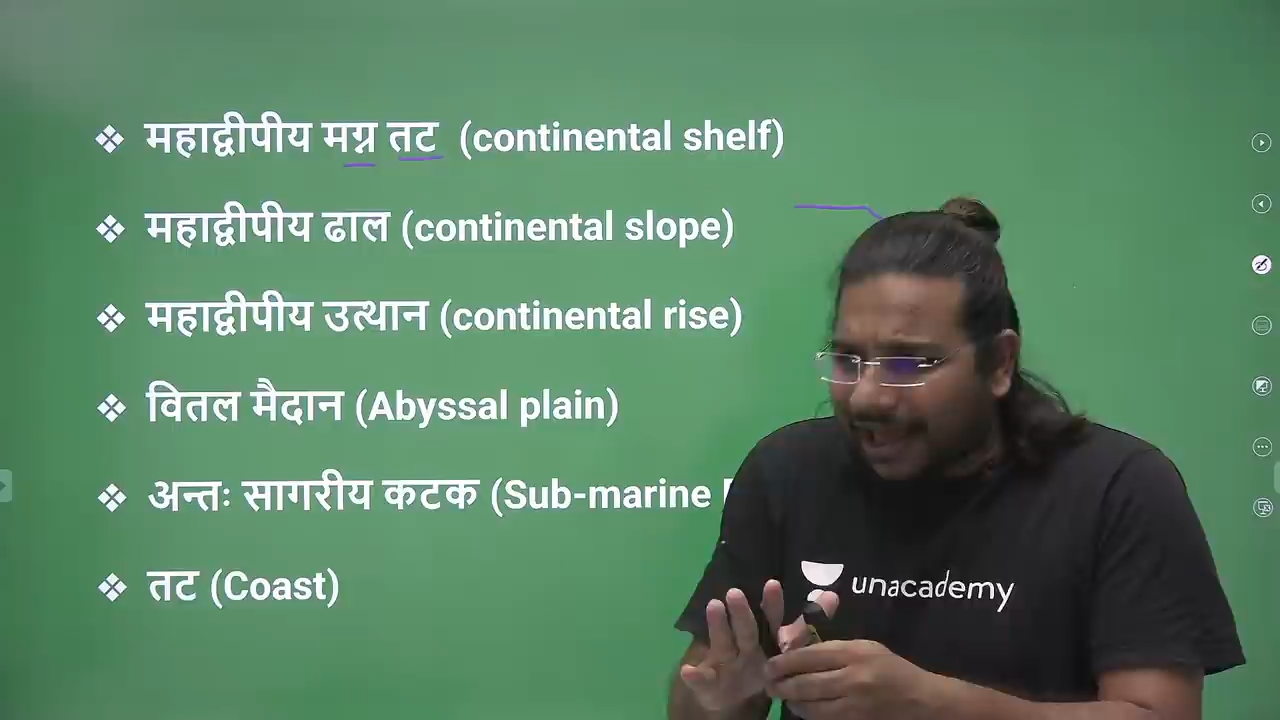 ❖ महाद्वीपीय मग्न तट (continental shelf)
❖ महाद्वीपीय ढाल (continental slope)
❖ महाद्वीपीय उत्थान (continental rise)
❖ वितल मैदान (Abyssal plain)
❖ अन्तः सागरीय कटक (Sub-marine
❖ तट (Coast)
unacademy